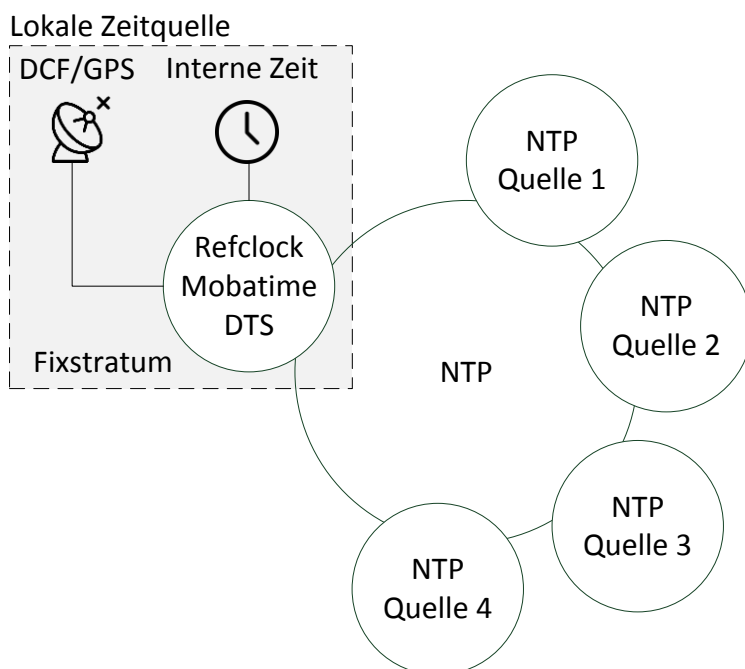 Lokale Zeitquelle
DCF/GPS
Interne Zeit
Refclock
Mobatime
DTS
Fixstratum
NTP
Quelle 1
NTP
Quelle 2
NTP
NTP
Quelle 3
NTP
Quelle 4